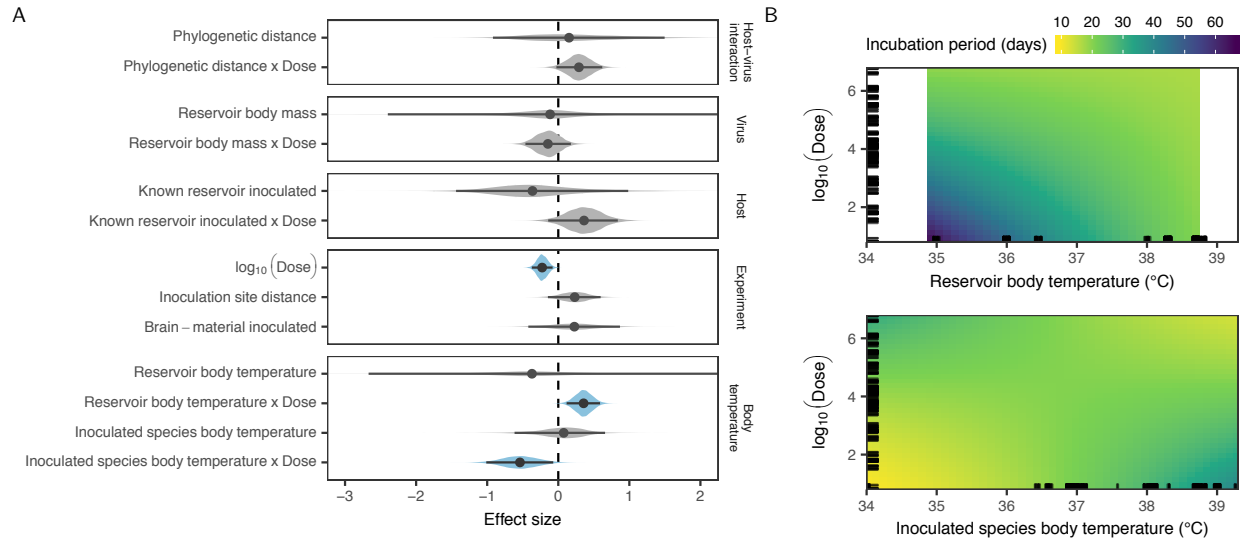 A
Phylogenetic distance
Phylogenetic distance x Dose
Host−virus
interaction
Reservoir body mass
Reservoir body mass x Dose
Virus
Known reservoir inoculated
Known reservoir inoculated x Dose
Host
log10(Dose)
Inoculation site distance
Brain − material inoculated
Experiment
Reservoir body temperature
Reservoir body temperature x Dose
Inoculated species body temperature
Inoculated species body temperature x Dose
Body
temperature
−3 −2 −1 0 1 2
Effect size
B
Incubation period (days)
10 20 30 40 50 60
log10(Dose)
6
4
2
34 35 36 37 38 39
Reservoir body temperature (°C)
log10(Dose)
6
4
2
34 35 36 37 38 39
Inoculated species body temperature (°C)